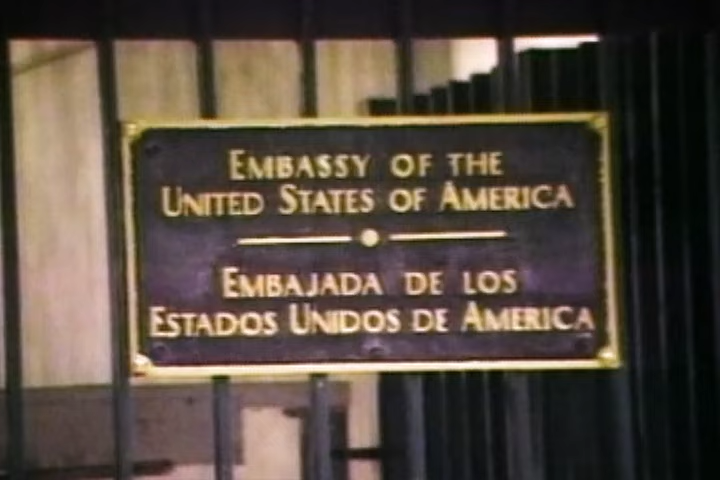 EMBASSY OF THE
UNITED STATES OF AMERICA
EMBAJADA DE LOS
ESTADOS UNIDOS DE AMERICA